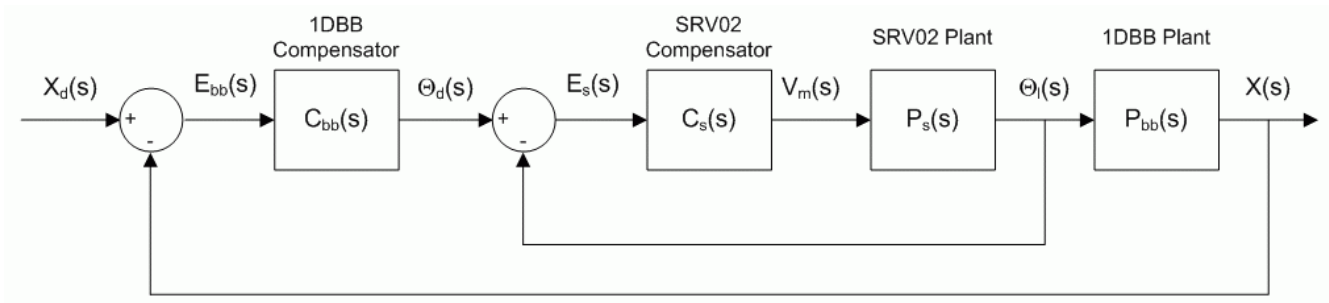 1DBB
Compensator
SRV02
Compensator
SRV02 Plant
1DBB Plant
X_d(s)
E_bb(s)
Θ_d(s)
E_s(s)
V_m(s)
Θ_l(s)
X(s)
+
-
C_bb(s)
+
-
C_s(s)
P_s(s)
P_bb(s)